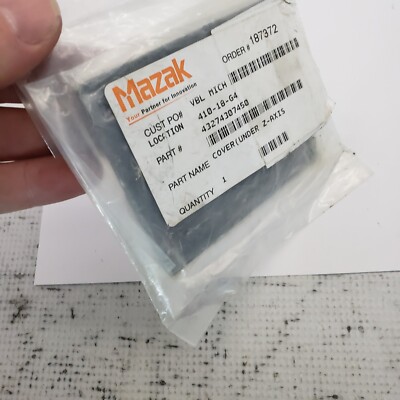 Mazak
Your Partner for Innovation
ORDER# 187372
CUST PO# VBL MICH
LOCATION 410-18-G4
PART # 43274307450
PART NAME COVER(UNDER Z-AXIS
QUANTITY 1